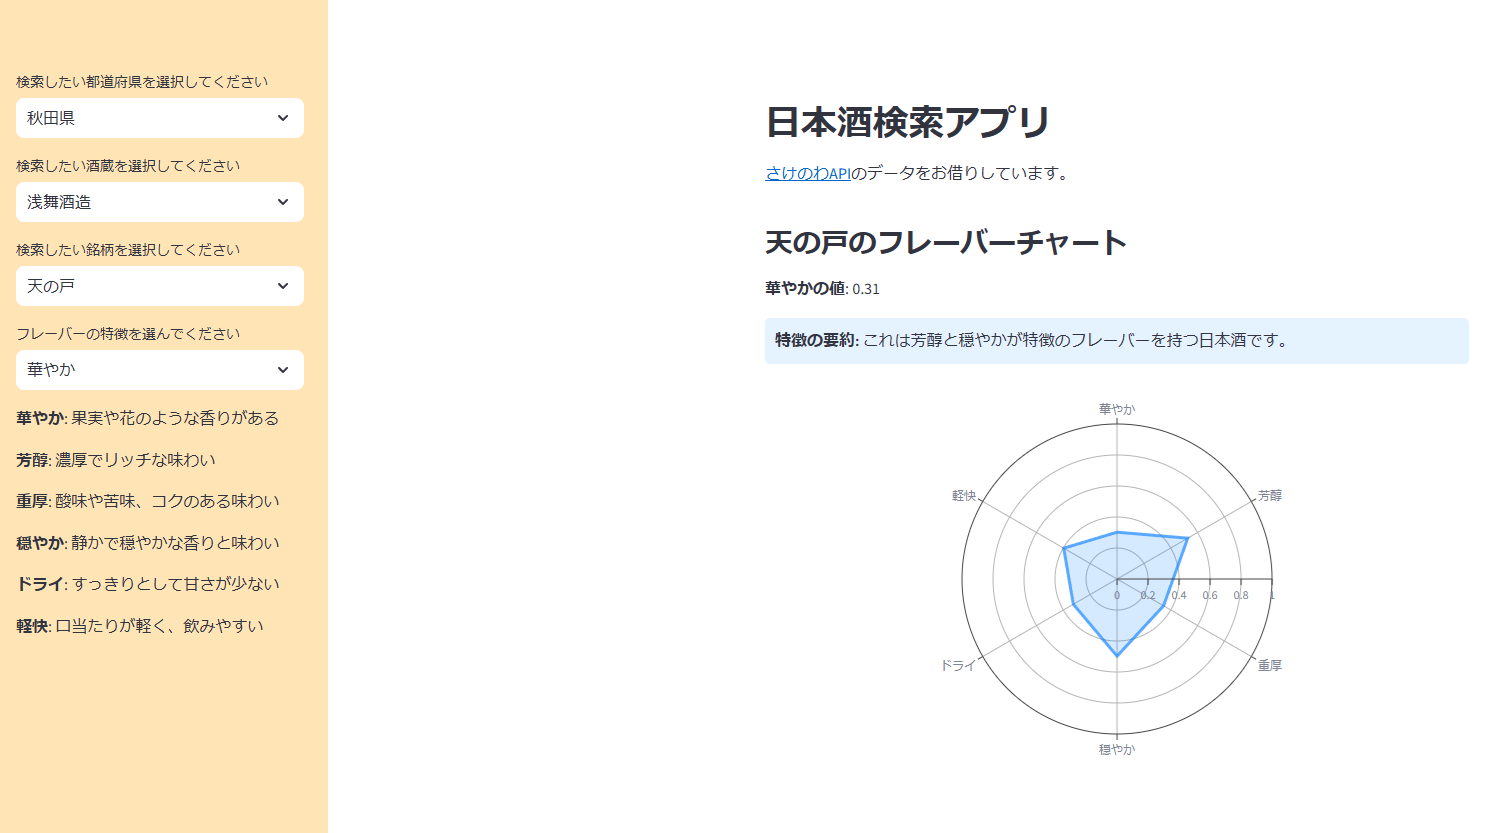 検索したい都道府県を選択してください
秋田県
検索したい酒蔵を選択してください
浅舞酒造
検索したい銘柄を選択してください
天の戸
フレーバーの特徴を選んでください
華やか
華やか: 果実や花のような香りがある
芳醇: 濃厚でリッチな味わい
重厚: 酸味や苦味、コクのある味わい
穏やか: 静かで穏やかな香りと味わい
ドライ: すっきりとして甘さが少ない
軽快: 口当たりが軽く、飲みやすい
日本酒検索アプリ
さけのわAPIのデータをお借りしています。
天の戸のフレーバーチャート
華やかの値: 0.31
特徴の要約: これは芳醇と穏やかが特徴のフレーバーを持つ日本酒です。
華やか
軽快
芳醇
0 0.2 0.4 0.6 0.8 1
ドライ
重厚
穏やか